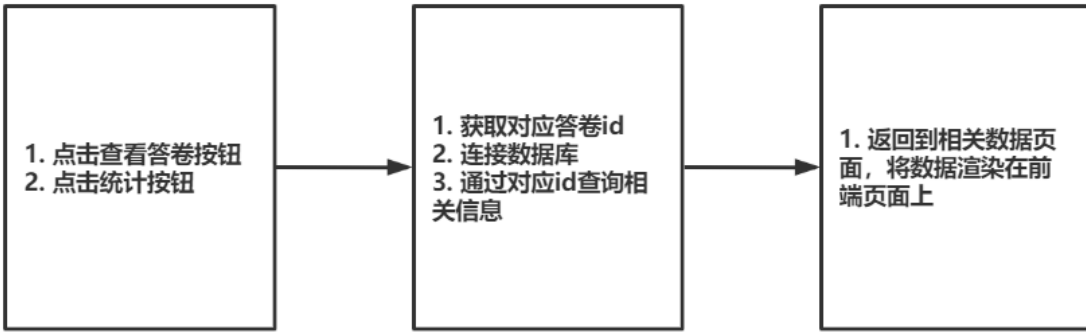 1. 点击查看答卷按钮
2. 点击统计按钮
1. 获取对应答卷id
2. 连接数据库
3. 通过对应id查询相
关信息
1. 返回到相关数据页
面，将数据渲染在前
端页面上